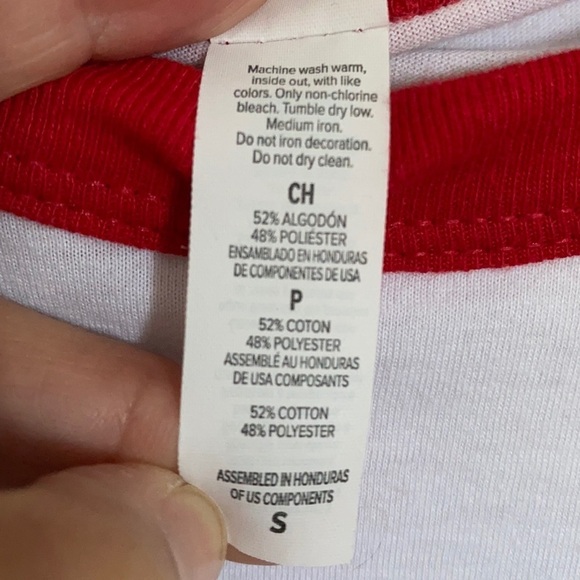 Machine wash warm,
inside out, with like
colors. Only non-chlorine
bleach. Tumble dry low.
Medium iron.
Do not iron decoration.
Do not dry clean.
CH
52% ALGODÓN
48% POLIÉSTER
ENSAMBLADO EN HONDURAS
DE COMPONENTES DE USA
P
52% COTON
48% POLYESTER
ASSEMBLÉ AU HONDURAS
DE USA COMPOSANTS
52% COTTON
48% POLYESTER
ASSEMBLED IN HONDURAS
OF US COMPONENTS
S